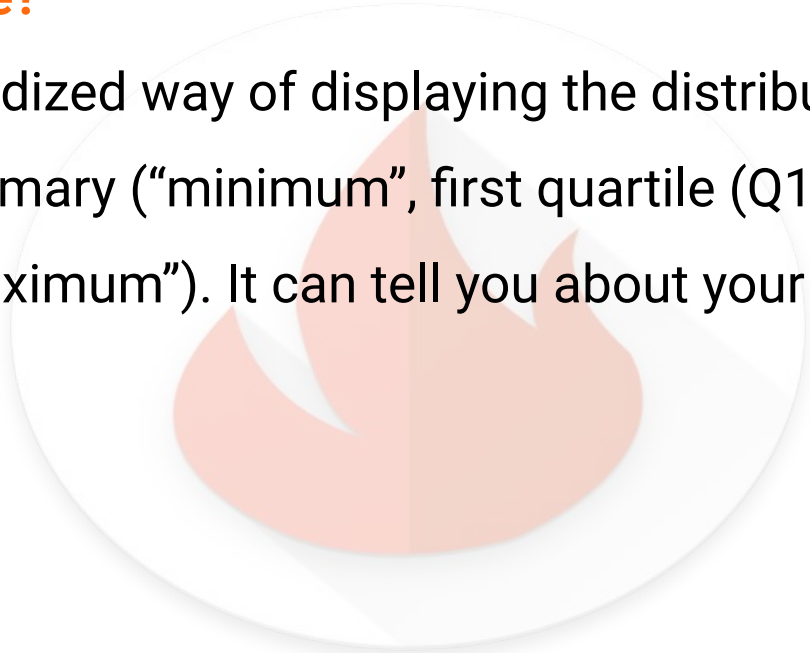 dized way of displaying the distribu
mary (“minimum”, first quartile (Q1
ximum”). It can tell you about your